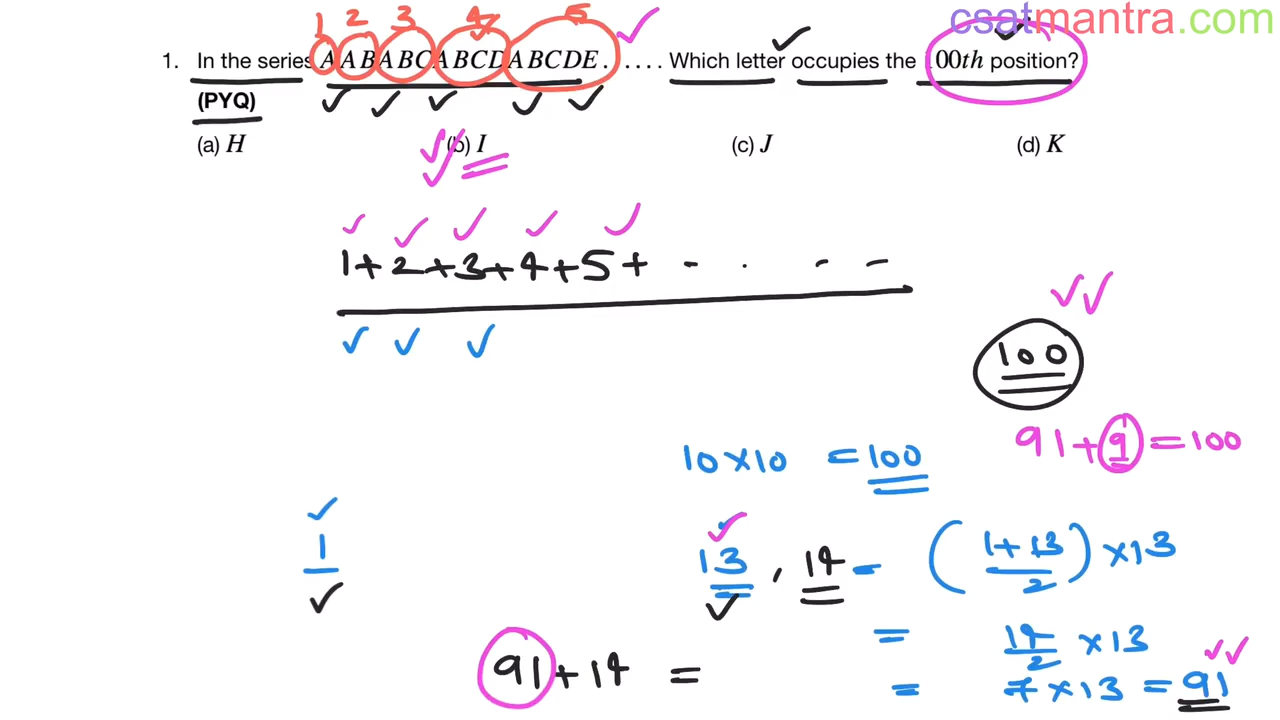 csatmantra.com
1 2 3 4 5
1. In the series A A B A B C A B C D A B C D E . . . . . Which letter occupies the 100th position?
(PYQ)
(a) H (b) I (c) J (d) K
1+2+3+4+5+ - . - -
100
91+9=100
10×10 =100
1 13, 14 = (1+13/2)×13
= 14/2 ×13
91+14 = = 7×13 = 91